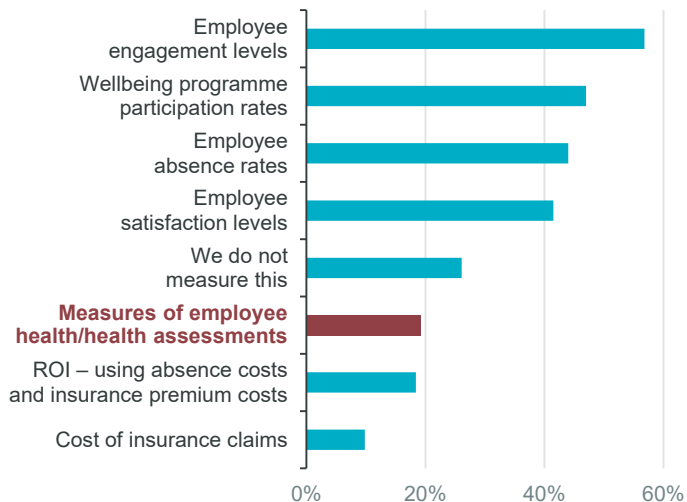 Employee
engagement levels
Wellbeing programme
participation rates
Employee
absence rates
Employee
satisfaction levels
We do not
measure this
Measures of employee
health/health assessments
ROI – using absence costs
and insurance premium costs
Cost of insurance claims
0%
20%
40%
60%